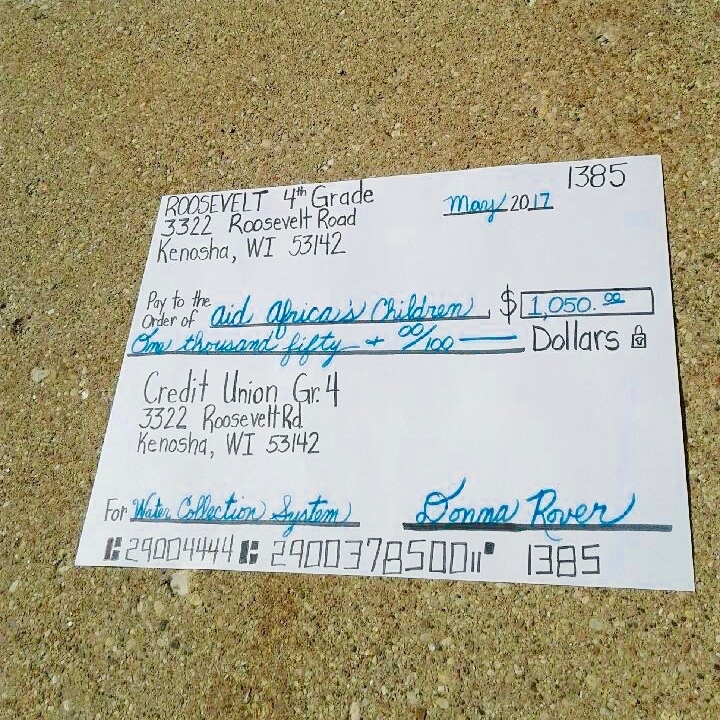 1385
ROOSEVELT 4th Grade
3322 Roosevelt Road
Kenosha, WI 53142
May 2017
Pay to the Order of Aid Africa's Children $ 1,050.00
One thousand fifty + 00/100 Dollars
Credit Union Gr. 4
3322 Roosevelt Rd
Kenosha, WI 53142
For Water Collection System Donna Rover
⑆29004444⑆ 2900378500⑈ 1385